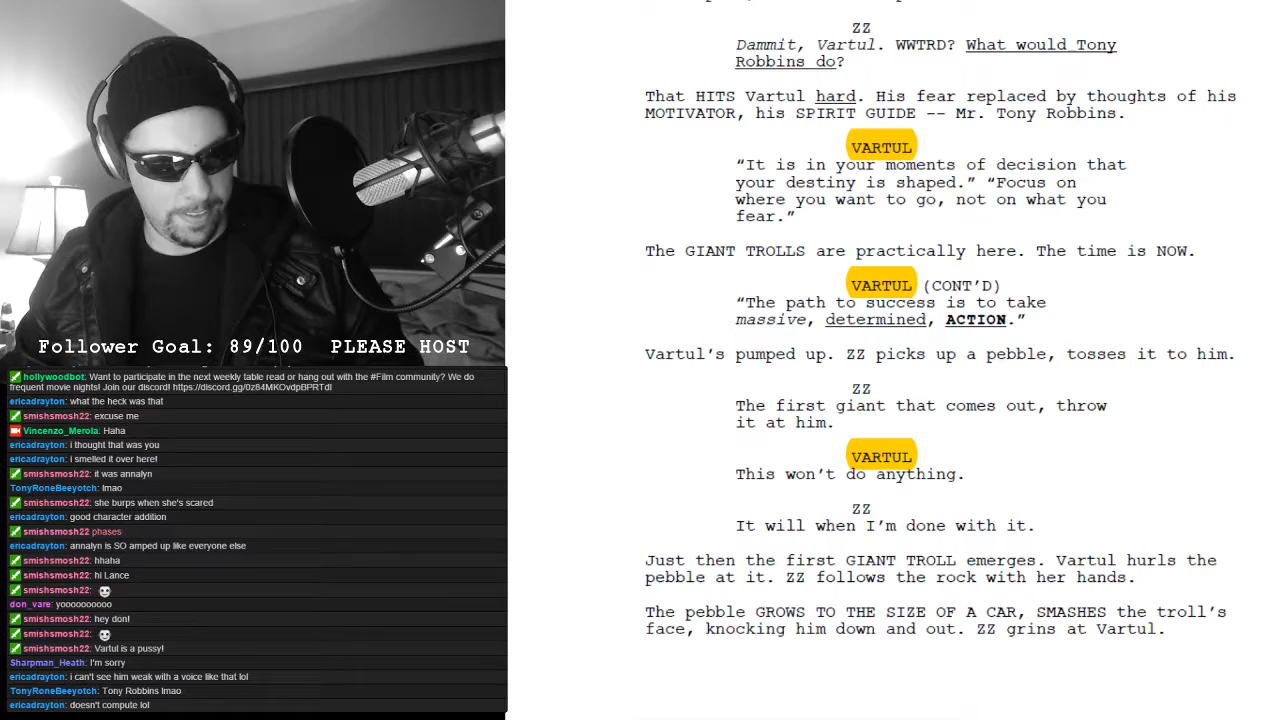 ZZ
Dammit, Vartul. WWTRD? What would Tony
Robbins do?
That HITS Vartul hard. His fear replaced by thoughts of his
MOTIVATOR, his SPIRIT GUIDE -- Mr. Tony Robbins.
VARTUL
“It is in your moments of decision that
your destiny is shaped.” “Focus on
where you want to go, not on what you
fear.”
The GIANT TROLLS are practically here. The time is NOW.
VARTUL (CONT’D)
“The path to success is to take
massive, determined, ACTION.”
Vartul’s pumped up. ZZ picks up a pebble, tosses it to him.
ZZ
The first giant that comes out, throw
it at him.
VARTUL
This won’t do anything.
ZZ
It will when I’m done with it.
Just then the first GIANT TROLL emerges. Vartul hurls the
pebble at it. ZZ follows the rock with her hands.
The pebble GROWS TO THE SIZE OF A CAR, SMASHES the troll’s
face, knocking him down and out. ZZ grins at Vartul.
Follower Goal: 89/100 PLEASE HOST
hollywoodbot: Want to participate in the next weekly table read or hang out with the #Film community? We do
frequent movie nights! Join our discord! https://discord.gg/0z84MKOvdpBPRTdI
ericadrayton: what the heck was that
smishsmosh22: excuse me
Vincenzo_Merola: Haha
ericadrayton: i thought that was you
ericadrayton: i smelled it over here!
smishsmosh22: it was annalyn
TonyRoneBeeyotch: lmao
smishsmosh22: she burps when she's scared
ericadrayton: good character addition
smishsmosh22 phases
ericadrayton: annalyn is SO amped up like everyone else
smishsmosh22: hhaha
smishsmosh22: hi Lance
smishsmosh22:
don_vare: yoooooooooo
smishsmosh22: hey don!
smishsmosh22:
smishsmosh22: Vartul is a pussy!
Sharpman_Heath: I'm sorry
ericadrayton: i can't see him weak with a voice like that lol
TonyRoneBeeyotch: Tony Robbins lmao
ericadrayton: doesn't compute lol